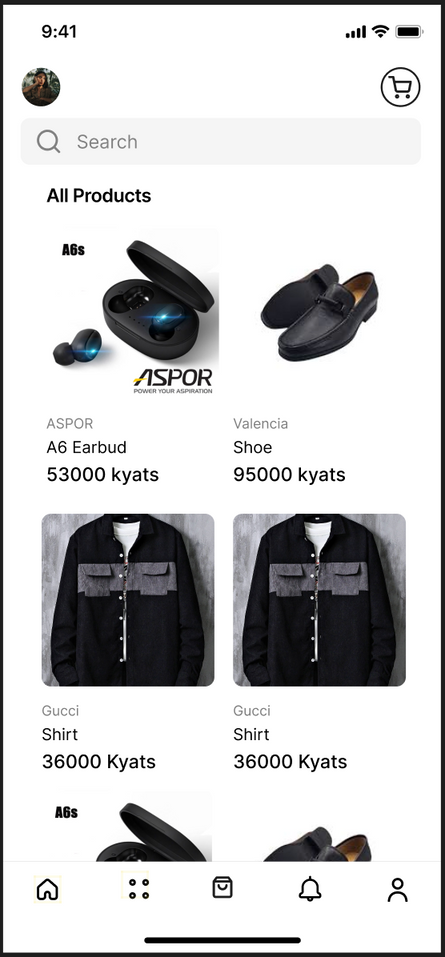 9:41
Search
All Products
A6s
ASPOR
POWER YOUR ASPIRATION
ASPOR
A6 Earbud
53000 kyats
Valencia
Shoe
95000 kyats
Gucci
Shirt
36000 Kyats
Gucci
Shirt
36000 Kyats
A6s